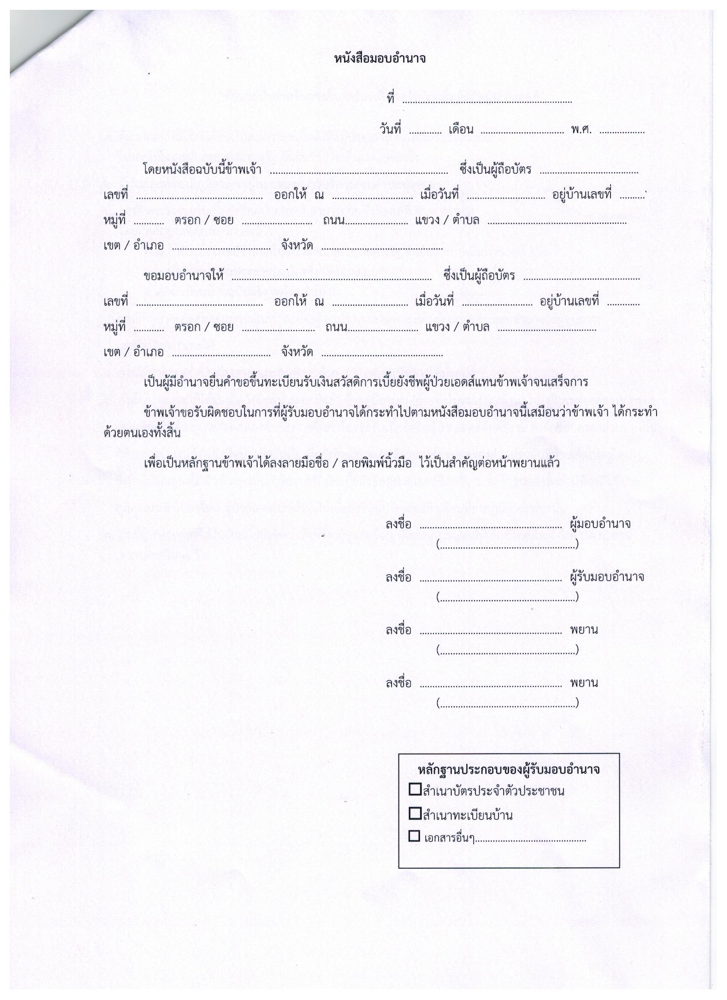 หนังสือมอบอำนาจ
ที่ ....................................................................
วันที่ ............. เดือน ................................. พ.ศ. ..................
โดยหนังสือฉบับนี้ข้าพเจ้า ....................................................................... ซึ่งเป็นผู้ถือบัตร .......................................
เลขที่ .................................................. ออกให้ ณ ................................ เมื่อวันที่ ............................... อยู่บ้านเลขที่ ..........
หมู่ที่ ............ ตรอก / ซอย ............................ ถนน......................... แขวง / ตำบล .......................................................
เขต / อำเภอ ....................................... จังหวัด ................................................
ขอมอบอำนาจให้ ............................................................................... ซึ่งเป็นผู้ถือบัตร ..............................................
เลขที่ .................................................. ออกให้ ณ .............................. เมื่อวันที่ ............................ อยู่บ้านเลขที่ .............
หมู่ที่ ............ ตรอก / ซอย ............................. ถนน............................ แขวง / ตำบล .......................................
เขต / อำเภอ ....................................... จังหวัด ................................................
เป็นผู้มีอำนาจยื่นคำขอขึ้นทะเบียนรับเงินสวัสดิการเบี้ยยังชีพผู้ป่วยเอดส์แทนข้าพเจ้าจนเสร็จการ
ข้าพเจ้าขอรับผิดชอบในการที่ผู้รับมอบอำนาจได้กระทำไปตามหนังสือมอบอำนาจนี้เสมือนว่าข้าพเจ้า ได้กระทำ
ด้วยตนเองทั้งสิ้น
เพื่อเป็นหลักฐานข้าพเจ้าได้ลงลายมือชื่อ / ลายพิมพ์นิ้วมือ ไว้เป็นสำคัญต่อหน้าพยานแล้ว
ลงชื่อ ........................................................ ผู้มอบอำนาจ
(.....................................................)
ลงชื่อ ........................................................ ผู้รับมอบอำนาจ
(.....................................................)
ลงชื่อ ........................................................ พยาน
(.....................................................)
ลงชื่อ ........................................................ พยาน
(.....................................................)
หลักฐานประกอบของผู้รับมอบอำนาจ
☐สำเนาบัตรประจำตัวประชาชน
☐สำเนาทะเบียนบ้าน
☐ เอกสารอื่นๆ.............................................